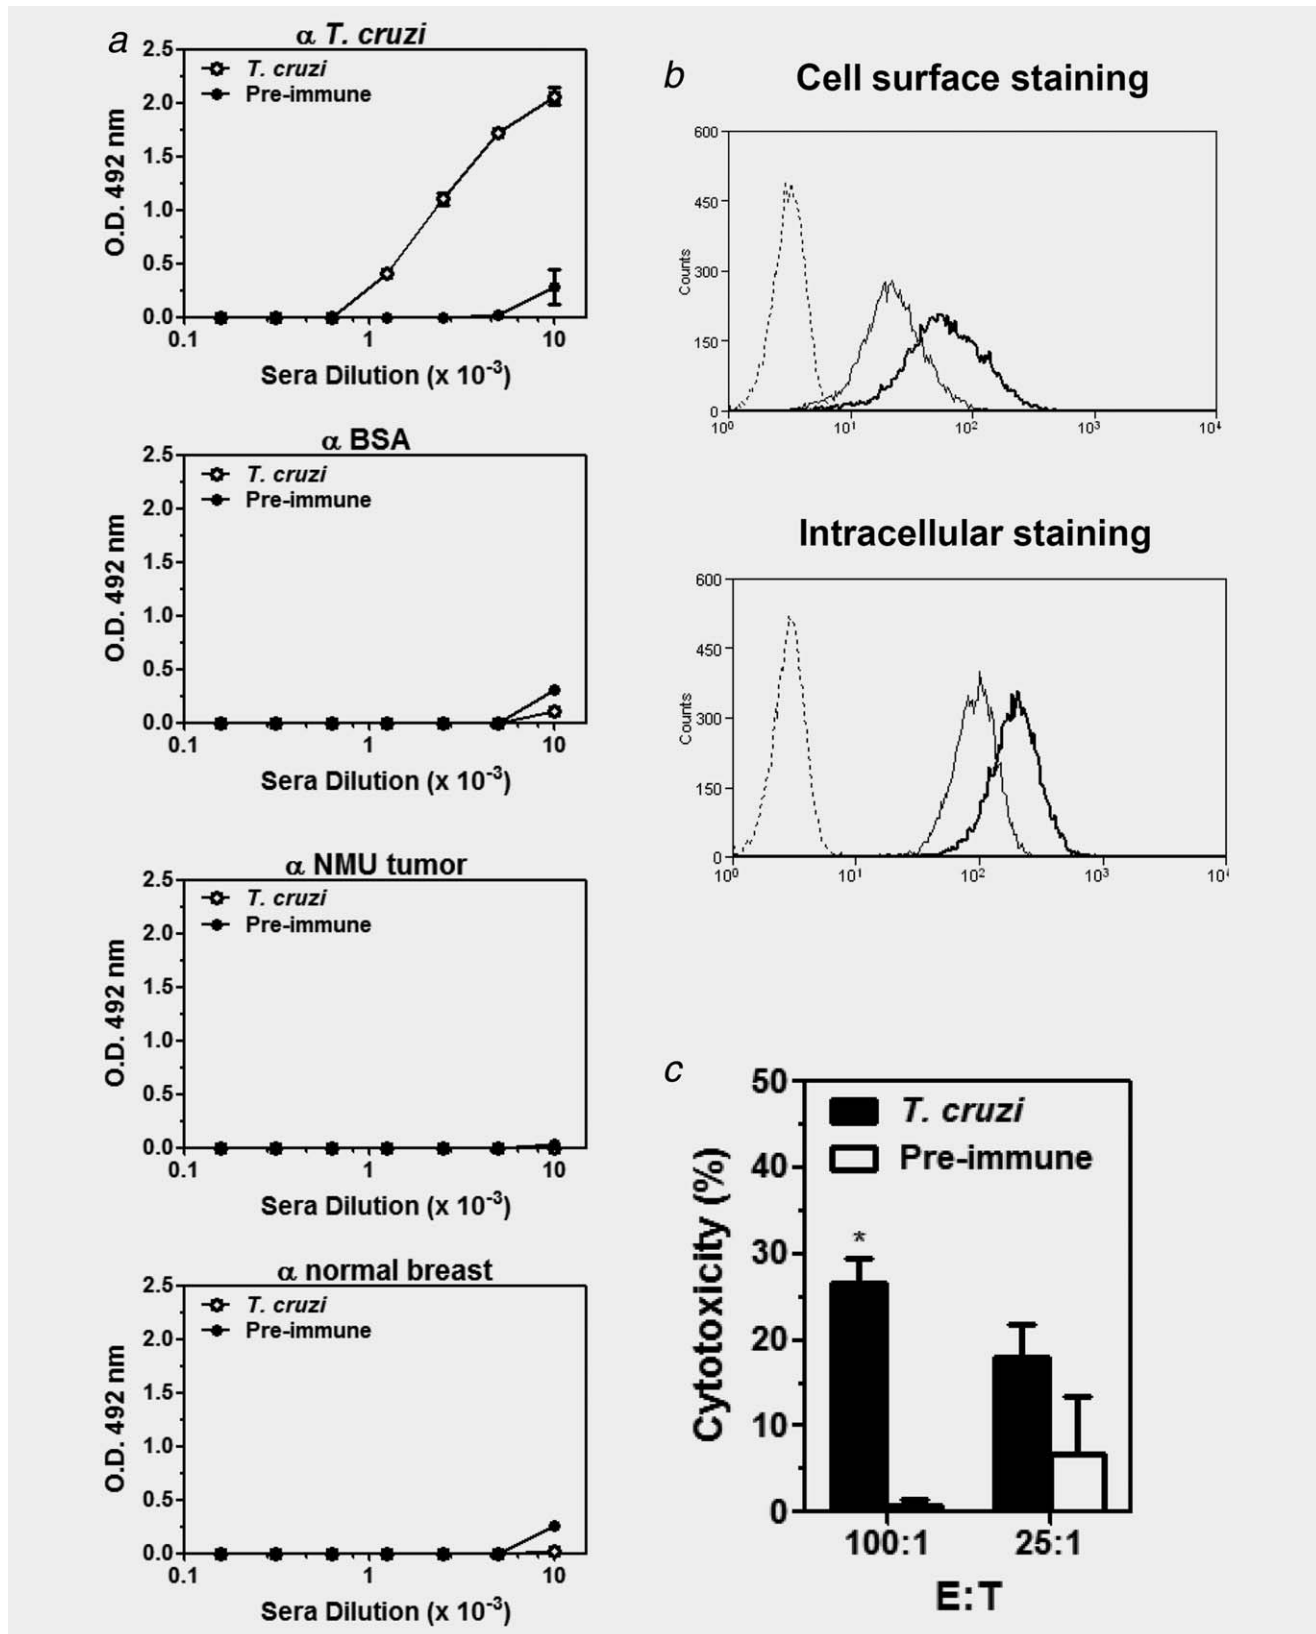 a
α T. cruzi
2.5
2.0
1.5
1.0
0.5
0.0
O.D. 492 nm
T. cruzi
Pre-immune
0.1 1 10
Sera Dilution (x 10-3)
α BSA
2.5
2.0
1.5
1.0
0.5
0.0
O.D. 492 nm
T. cruzi
Pre-immune
0.1 1 10
Sera Dilution (x 10-3)
α NMU tumor
2.5
2.0
1.5
1.0
0.5
0.0
O.D. 492 nm
T. cruzi
Pre-immune
0.1 1 10
Sera Dilution (x 10-3)
α normal breast
2.5
2.0
1.5
1.0
0.5
0.0
O.D. 492 nm
T. cruzi
Pre-immune
0.1 1 10
Sera Dilution (x 10-3)
b
Cell surface staining
600
450
300
150
0
Counts
100 101 102 103 104
Intracellular staining
600
450
300
150
0
Counts
100 101 102 103 10
c
50
40
30
20
10
0
Cytotoxicity (%)
T. cruzi
Pre-immune
*
100:1 25:1
E:T